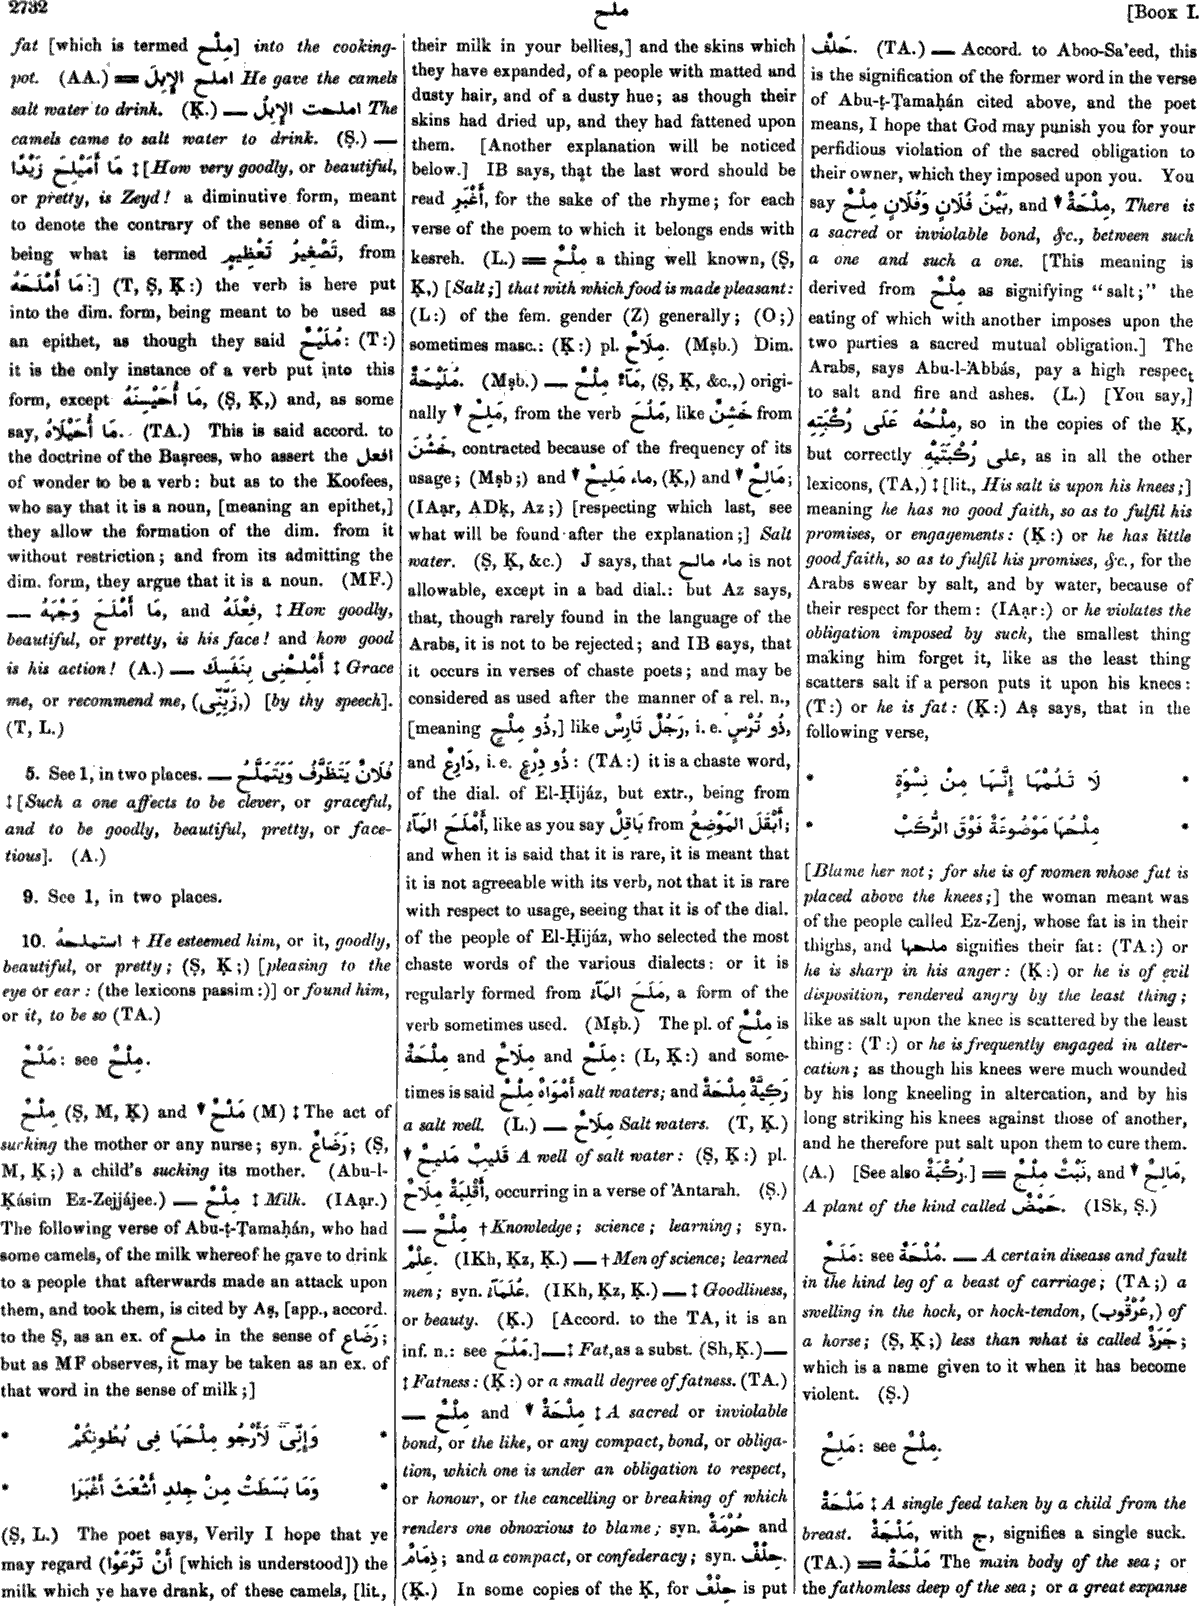 2732
ملح
[BOOK I.
fat [which is termed مِلْح] into the cooking-
pot. (AA.) = املح الإِبِلَ He gave the camels
salt water to drink. (Ḳ.) — املحت الإِبِلُ The
camels came to salt water to drink. (Ṣ.) —
مَا أُمَيْلِحَ زَيْدًا ‡ [How very goodly, or beautiful,
or pretty, is Zeyd! a diminutive form, meant
to denote the contrary of the sense of a dim.,
being what is termed تَصْغِيرُ تَعْظِيمٍ, from
مَا أَمْلَحَهُ:] (T, Ṣ, Ḳ:) the verb is here put
into the dim. form, being meant to be used as
an epithet, as though they said مُلَيِّحٌ: (T:)
it is the only instance of a verb put into this
form, except مَا أُحَيْسِنَهُ, (Ṣ, Ḳ,) and, as some
say, مَا أُحَيْلَاهُ. (TA.) This is said accord. to
the doctrine of the Baṣrees, who assert the افعل
of wonder to be a verb: but as to the Koofees,
who say that it is a noun, [meaning an epithet,]
they allow the formation of the dim. from it
without restriction; and from its admitting the
dim. form, they argue that it is a noun. (MF.)
— مَا أَمْلَحَ وَجْهَهُ, and فِعْلَهُ, ‡ How goodly,
beautiful, or pretty, is his face! and how good
is his action! (A.) — أَمْلِحْنِى بِنَفْسِكَ ‡ Grace
me, or recommend me, (زَيِّنِّى,) [by thy speech].
(T, L.)
5. See 1, in two places. — فُلَانٌ يَتَظَرَّفُ وَيَتَمَلَّحُ
‡ [Such a one affects to be clever, or graceful,
and to be goodly, beautiful, pretty, or face-
tious]. (A.)
9. See 1, in two places.
10. استملحهُ † He esteemed him, or it, goodly,
beautiful, or pretty; (Ṣ, Ḳ;) [pleasing to the
eye or ear: (the lexicons passim:)] or found him,
or it, to be so (TA.)
مَلْحٌ: see مِلْحٌ.
مِلْحٌ (Ṣ, M, Ḳ) and ▼ مَلْحٌ (M) ‡ The act of
sucking the mother or any nurse; syn. رَضَاعٌ; (Ṣ,
M, Ḳ;) a child's sucking its mother. (Abu-l-
Ḳásim Ez-Zejjájee.) — مِلْحٌ ‡ Milk. (IAạr.)
The following verse of Abu-ṭ-Ṭamaḥán, who had
some camels, of the milk whereof he gave to drink
to a people that afterwards made an attack upon
them, and took them, is cited by Aṣ, [app., accord.
to the Ṣ, as an ex. of ملح in the sense of رَضَاع;
but as MF observes, it may be taken as an ex. of
that word in the sense of milk;]
* وَإِنِّى لَأَرْجُو مِلْحَهَا فِى بُطُونِكُمْ *
* وَمَا بَسَطَتْ مِنْ جِلدِ أَشْعَثَ أَغْبَرَا *
(Ṣ, L.) The poet says, Verily I hope that ye
may regard (أَنْ تَرْعَوْا [which is understood]) the
milk which ye have drank, of these camels, [lit.,
their milk in your bellies,] and the skins which
they have expanded, of a people with matted and
dusty hair, and of a dusty hue; as though their
skins had dried up, and they had fattened upon
them. [Another explanation will be noticed
below.] IB says, that the last word should be
read أَغْبَرِ, for the sake of the rhyme; for each
verse of the poem to which it belongs ends with
kesreh. (L.) = مِلْحٌ a thing well known, (Ṣ,
Ḳ,) [Salt;] that with which food is made pleasant:
(L:) of the fem. gender (Z) generally; (O;)
sometimes masc.: (Ḳ:) pl. مِلَاحٌ. (Mṣb.) Dim.
مُلَيْحَةٌ. (Mṣb.) — مَآءٌ مِلْحٌ, (Ṣ, Ḳ, &c.,) origi-
nally ▼ مَلِحٌ, from the verb مَلُحَ, like خَشِنٌ from
خَشُنَ, contracted because of the frequency of its
usage; (Mṣb;) and ▼ ماء مَلِيحٌ, (Ḳ,) and ▼ مَالِحٌ;
(IAạr, ADḳ, Az;) [respecting which last, see
what will be found after the explanation;] Salt
water. (Ṣ, Ḳ, &c.) J says, that ماء مالح is not
allowable, except in a bad dial.: but Az says,
that, though rarely found in the language of the
Arabs, it is not to be rejected; and IB says, that
it occurs in verses of chaste poets; and may be
considered as used after the manner of a rel. n.,
[meaning ذُو مِلْحٍ,] like رَجُلٌ تَارِسٌ, i. e. ذُو تُرْسٍ,
and دَارِعٌ, i. e. ذُو دِرْعٍ: (TA:) it is a chaste word,
of the dial. of El-Ḥijáz, but extr., being from
أَمْلَحَ المَآءُ, like as you say بَاقِلٌ from أَبْقَلَ المَوْضِعُ;
and when it is said that it is rare, it is meant that
it is not agreeable with its verb, not that it is rare
with respect to usage, seeing that it is of the dial.
of the people of El-Ḥijáz, who selected the most
chaste words of the various dialects: or it is
regularly formed from مَلَحَ المَآءُ, a form of the
verb sometimes used. (Mṣb.) The pl. of مِلْحٌ is
مِلْحَةٌ and مِلَاحٌ and مِلَحٌ: (L, Ḳ:) and some-
times is said أَمْوَاهٌ مِلْحٌ salt waters; and رَكِيَّةٌ مِلْحَةٌ
a salt well. (L.) — مِلَاحٌ Salt waters. (T, Ḳ.)
▼ قَلِيبٌ مَلِيحٌ A well of salt water: (Ṣ, Ḳ:) pl.
أَقْلِبَةٌ مِلَاحٌ, occurring in a verse of 'Antarah. (Ṣ.)
— مِلْحٌ † Knowledge; science; learning; syn.
عِلْمٌ. (IKh, Ḳz, Ḳ.) — † Men of science; learned
men; syn. عُلَمَآءُ. (IKh, Ḳz, Ḳ.) — ‡ Goodliness,
or beauty. (Ḳ.) [Accord. to the TA, it is an
inf. n.: see مَلُحَ.] — ‡ Fat, as a subst. (Sh, Ḳ.) —
‡ Fatness: (Ḳ:) or a small degree of fatness. (TA.)
— مِلْحٌ and ▼ مِلْحَةٌ ‡ A sacred or inviolable
bond, or the like, or any compact, bond, or obliga-
tion, which one is under an obligation to respect,
or honour, or the cancelling or breaking of which
renders one obnoxious to blame; syn. حُرْمَةٌ and
ذِمَامٌ; and a compact, or confederacy; syn. حِلْفٌ.
(Ḳ.) In some copies of the Ḳ, for حِلْفٌ is put
حَلْفٌ. (TA.) — Accord. to Aboo-Sa'eed, this
is the signification of the former word in the verse
of Abu-ṭ-Ṭamaḥán cited above, and the poet
means, I hope that God may punish you for your
perfidious violation of the sacred obligation to
their owner, which they imposed upon you. You
say بَيْنَ فُلَانٍ وَفُلَانٍ مِلْحٌ, and ▼ مِلْحَةٌ, There is
a sacred or inviolable bond, &c., between such
a one and such a one. [This meaning is
derived from مِلْحٌ as signifying "salt;" the
eating of which with another imposes upon the
two parties a sacred mutual obligation.] The
Arabs, says Abu-l-'Abbás, pay a high respect
to salt and fire and ashes. (L.) [You say,]
مِلْحُهُ عَلَى رُكْبَتِهِ, so in the copies of the Ḳ,
but correctly على رُكْبَتَيْهِ, as in all the other
lexicons, (TA,) ‡ [lit., His salt is upon his knees;]
meaning he has no good faith, so as to fulfil his
promises, or engagements: (Ḳ:) or he has little
good faith, so as to fulfil his promises, &c., for the
Arabs swear by salt, and by water, because of
their respect for them: (IAạr:) or he violates the
obligation imposed by such, the smallest thing
making him forget it, like as the least thing
scatters salt if a person puts it upon his knees:
(T:) or he is fat: (Ḳ:) Aṣ says, that in the
following verse,
* لَا تَلُمْهَا إِنَّهَا مِنْ نِسْوَةٍ *
* مِلْحُهَا مَوْضُوعَةٌ فَوْقَ الرُّكَبْ *
[Blame her not; for she is of women whose fat is
placed above the knees;] the woman meant was
of the people called Ez-Zenj, whose fat is in their
thighs, and ملحها signifies their fat: (TA:) or
he is sharp in his anger: (Ḳ:) or he is of evil
disposition, rendered angry by the least thing;
like as salt upon the knee is scattered by the least
thing: (T:) or he is frequently engaged in alter-
cation; as though his knees were much wounded
by his long kneeling in altercation, and by his
long striking his knees against those of another,
and he therefore put salt upon them to cure them.
(A.) [See also رُكْبَةٌ.] = نَبْتٌ مِلْحٌ, and ▼ مَالِحٌ,
A plant of the kind called حَمْضٌ. (ISk, Ṣ.)
مَلَحٌ: see مُلْحَةٌ. — A certain disease and fault
in the hind leg of a beast of carriage; (TA;) a
swelling in the hock, or hock-tendon, (عُرْقُوب,) of
a horse; (Ṣ, Ḳ;) less than what is called جَرَذٌ;
which is a name given to it when it has become
violent. (Ṣ.)
مَلِحٌ: see مِلْحٌ.
مَلْحَةٌ ‡ A single feed taken by a child from the
breast. مَلْجَةٌ, with ج, signifies a single suck.
(TA.) = مَلْحَةٌ The main body of the sea; or
the fathomless deep of the sea; or a great expanse